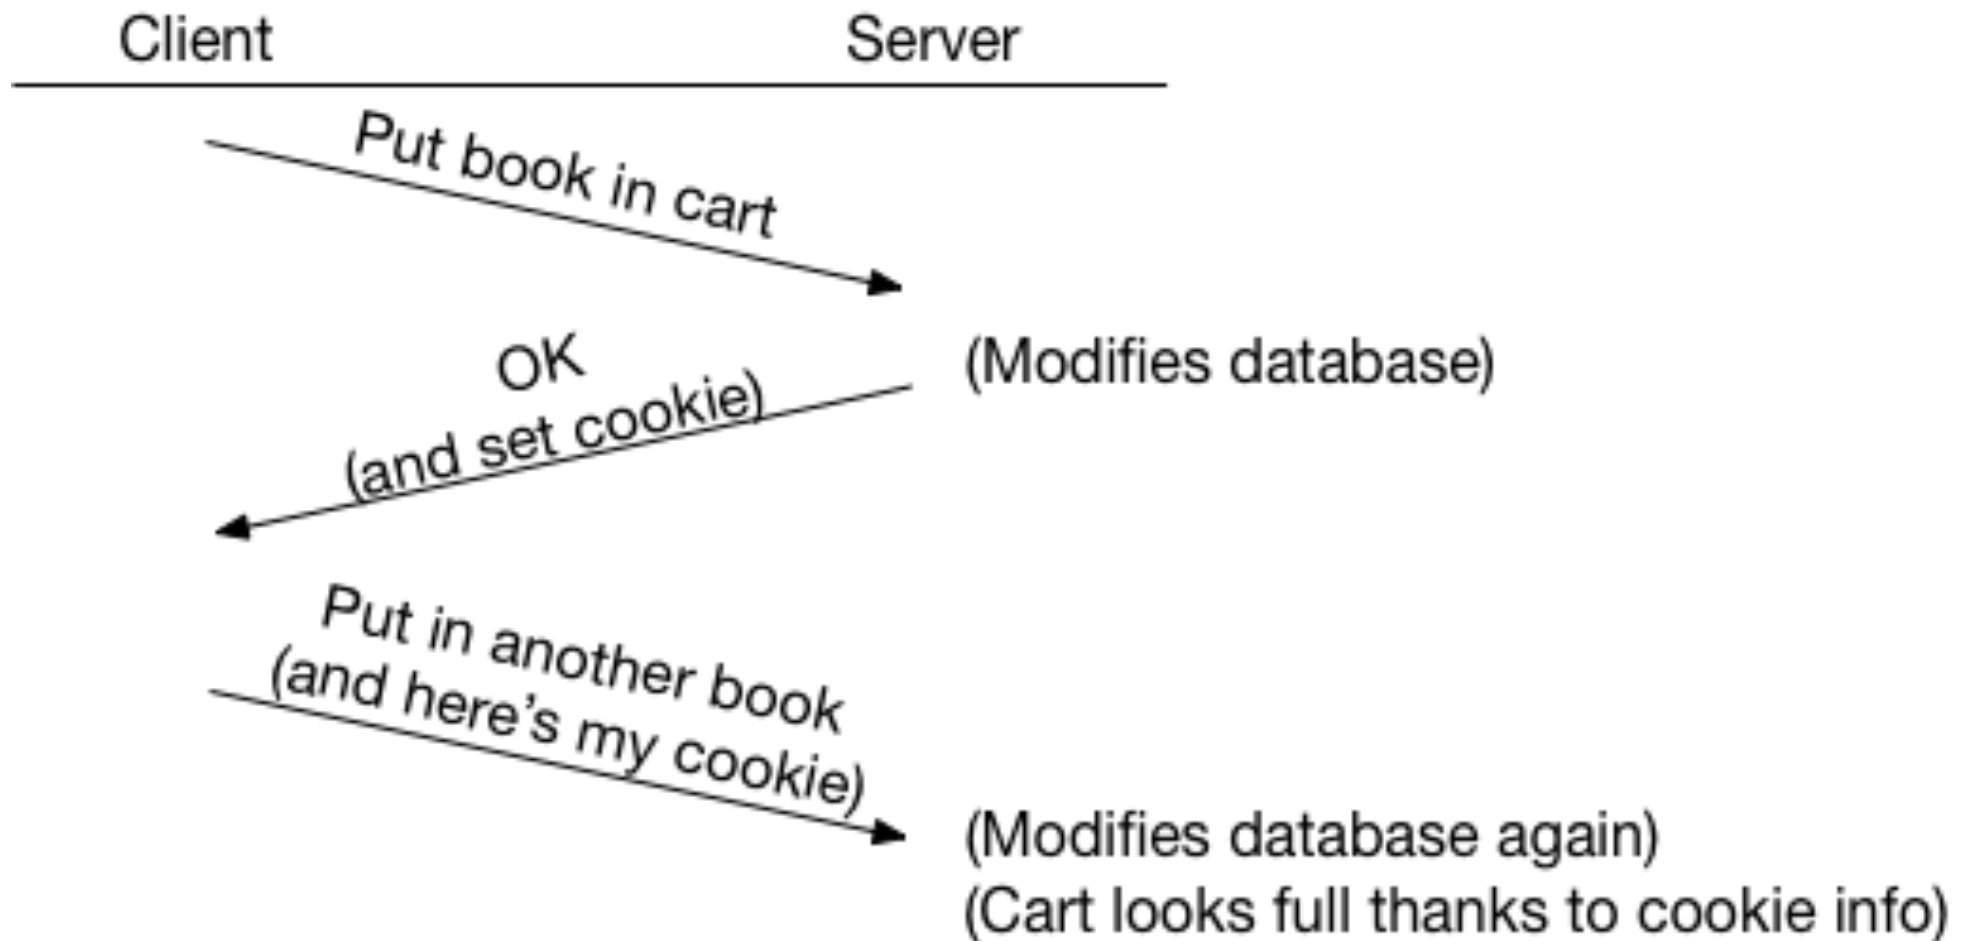 Client
Server
Put book in cart
OK
(and set cookie)
(Modifies database)
Put in another book
(and here’s my cookie)
(Modifies database again)
(Cart looks full thanks to cookie info)